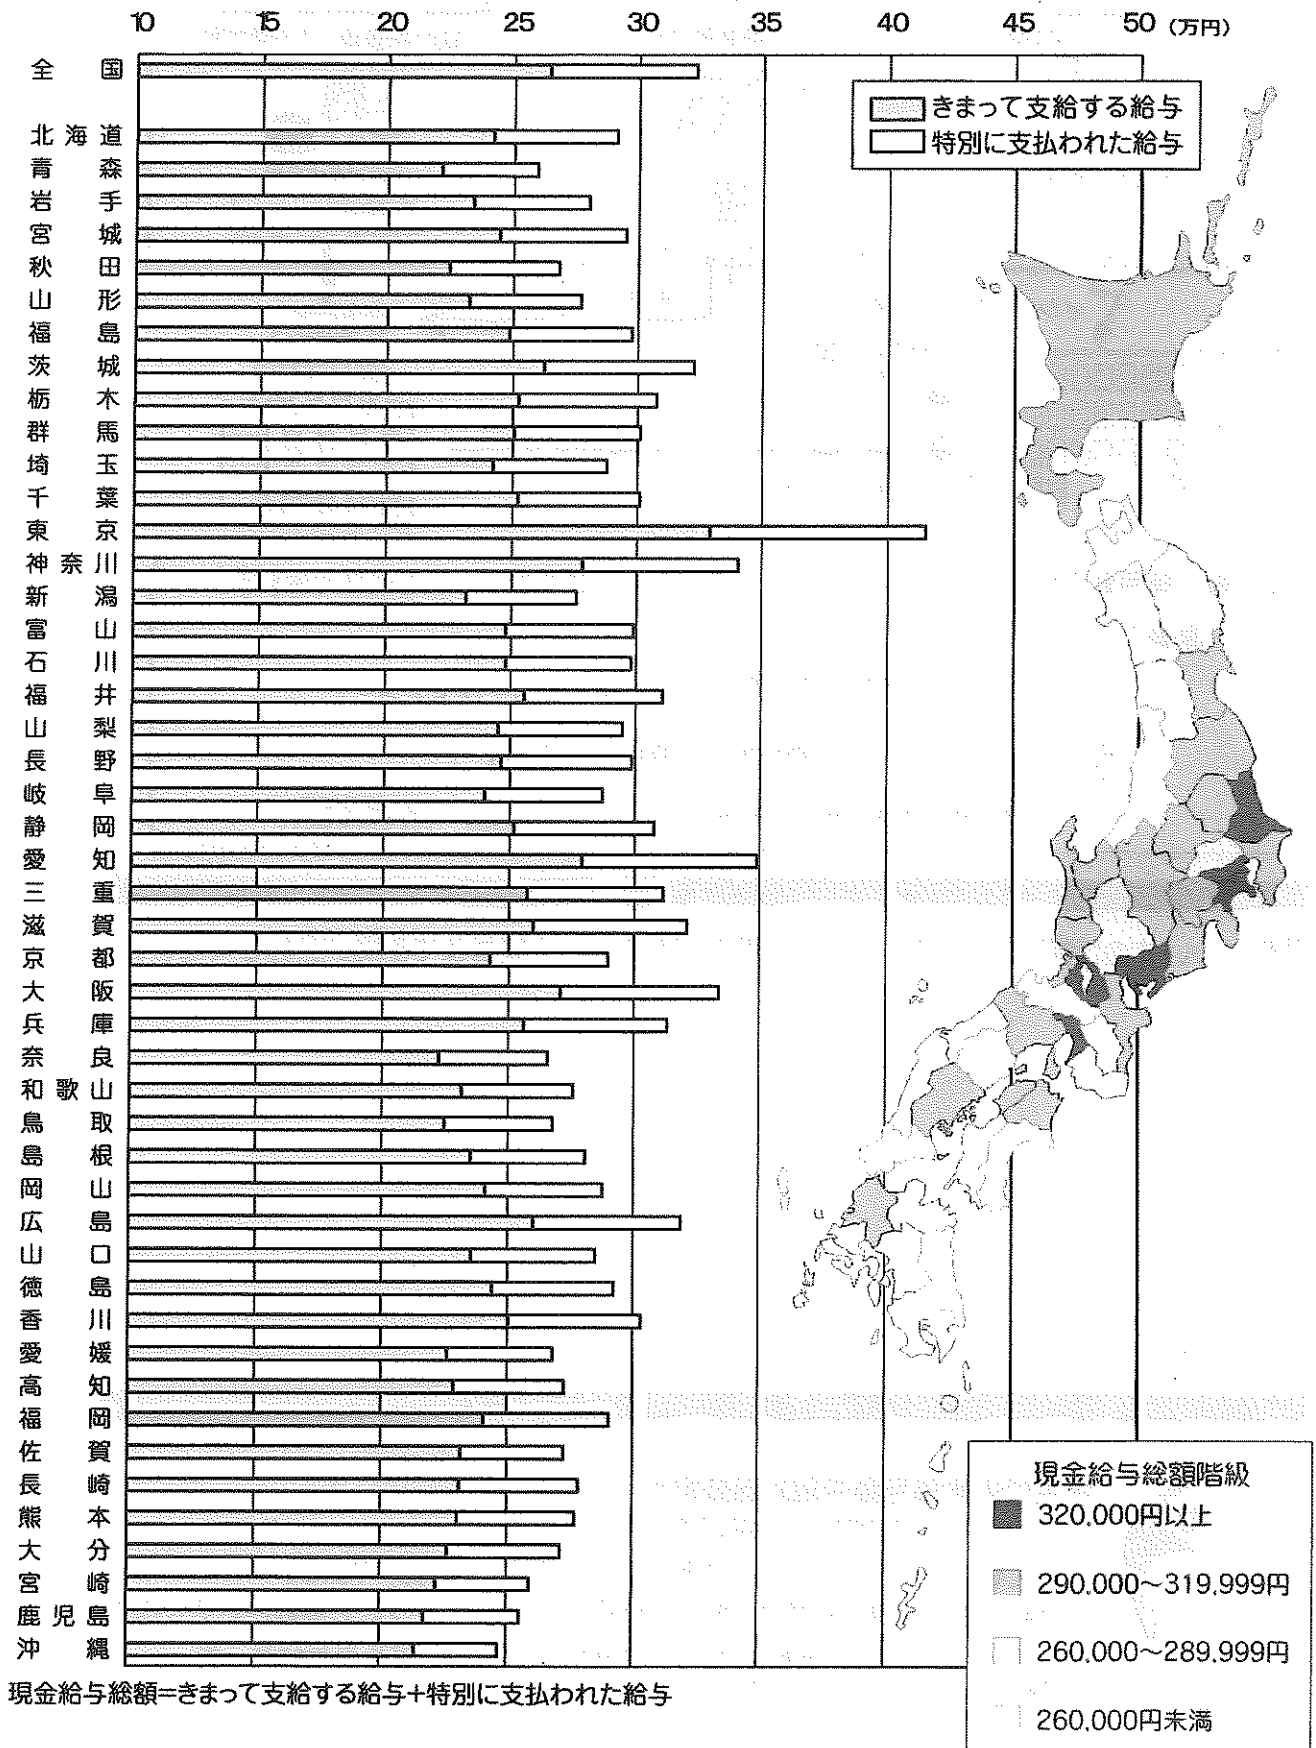 10 15 20 25 30 35 40 45 50 (万円)
全国
きまって支給する給与
特別に支払われた給与
北海道
青森
岩手
宮城
秋田
山形
福島
茨城
栃木
群馬
埼玉
千葉
東京
神奈川
新潟
富山
石川
福井
山梨
長野
岐阜
静岡
愛知
三重
滋賀
京都
大阪
兵庫
奈良
和歌山
鳥取
島根
岡山
広島
山口
徳島
香川
愛媛
高知
福岡
佐賀
長崎
熊本
大分
宮崎
鹿児島
沖縄
現金給与総額階級
320,000円以上
290,000～319,999円
260,000～289,999円
260,000円未満
現金給与総額=きまって支給する給与+特別に支払われた給与